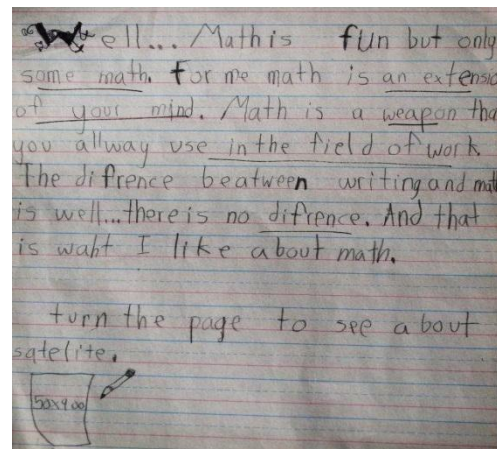 Well... Math is fun but only
some math. For me math is an extensio
of your mind. Math is a weapon tha
you allway use in the field of work.
The difrence beatween writing and mat
is well...there is no difrence. And that
is waht I like about math.
turn the page to see about
satelite.
50x400